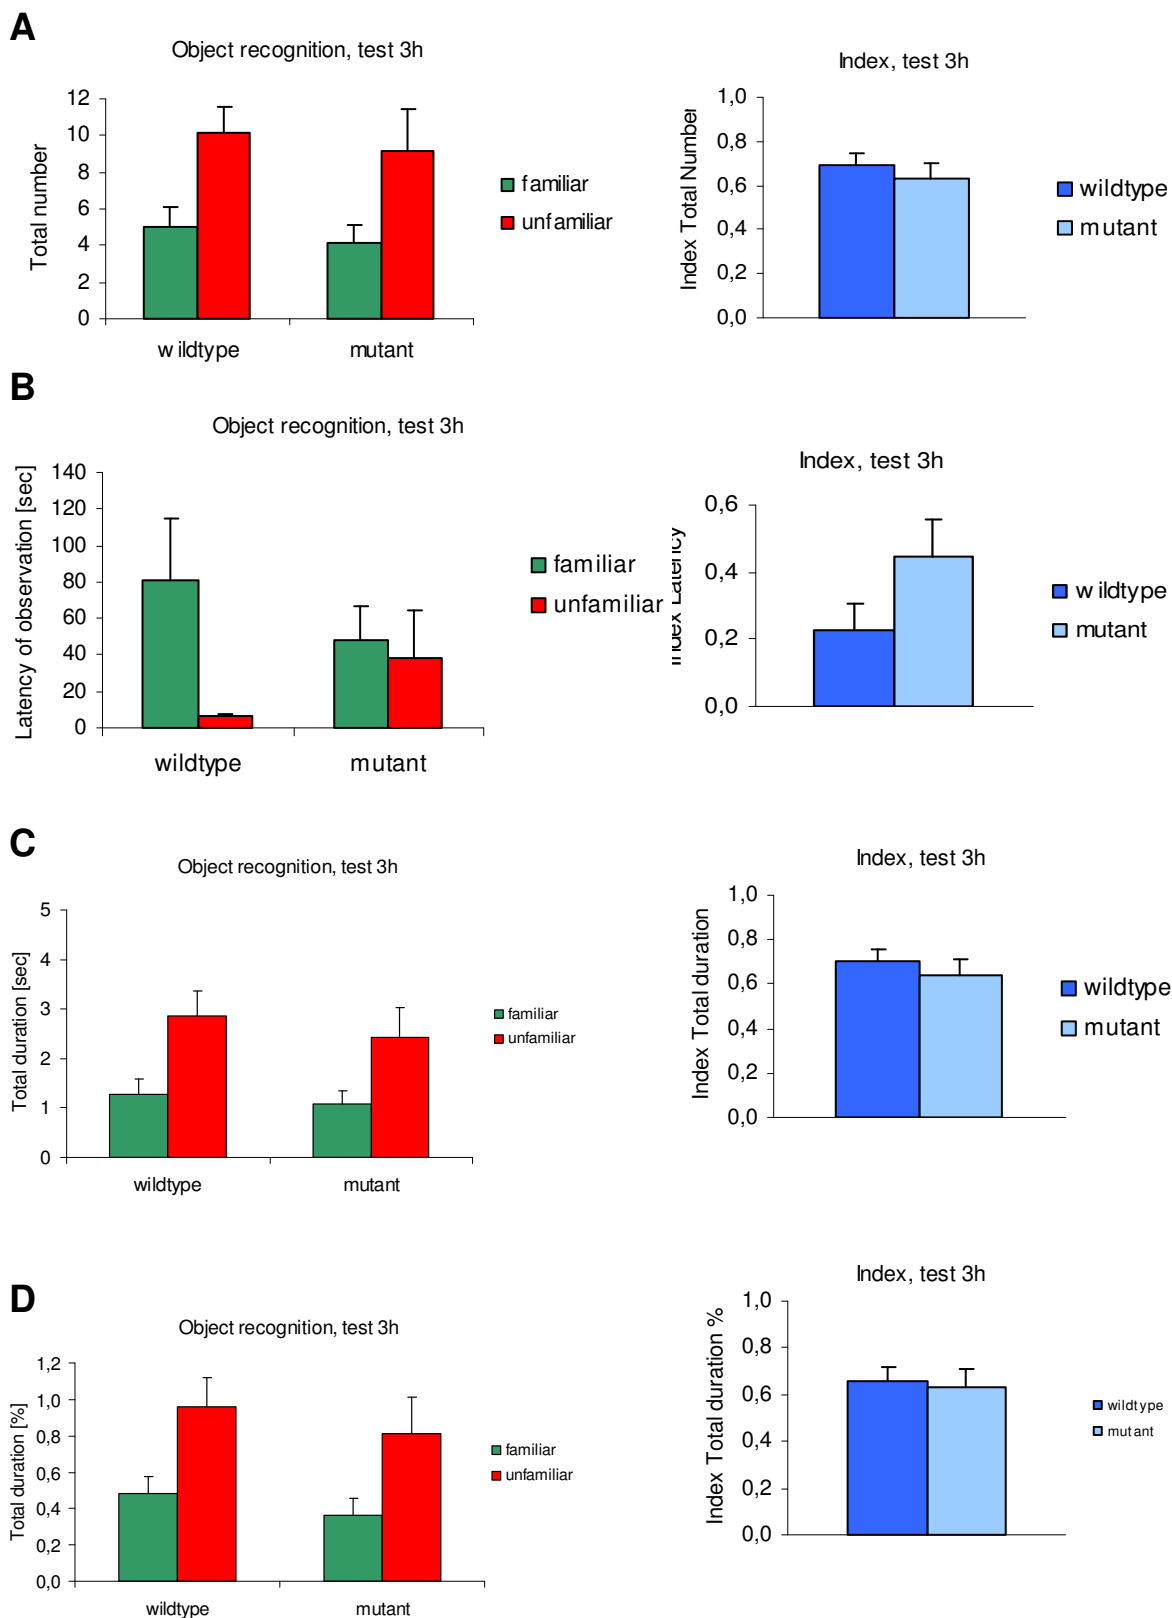 A
Object recognition, test 3h
Total number
12
10
8
6
4
2
0
wildtype
mutant
familiar
unfamiliar
Index, test 3h
Index Total Number
1,0
0,8
0,6
0,4
0,2
0,0
wildtype
mutant
B
Object recognition, test 3h
Latency of observation [sec]
140
120
100
80
60
40
20
0
wildtype
mutant
familiar
unfamiliar
Index, test 3h
Index Latency
0,6
0,4
0,2
0,0
wildtype
mutant
C
Object recognition, test 3h
Total duration [sec]
5
4
3
2
1
0
wildtype
mutant
familiar
unfamiliar
Index, test 3h
Index Total duration
1,0
0,8
0,6
0,4
0,2
0,0
wildtype
mutant
D
Object recognition, test 3h
Total duration [%]
1,2
1,0
0,8
0,6
0,4
0,2
0,0
wildtype
mutant
familiar
unfamiliar
Index, test 3h
Index Total duration %
1,0
0,8
0,6
0,4
0,2
0,0
wildtype
mutant